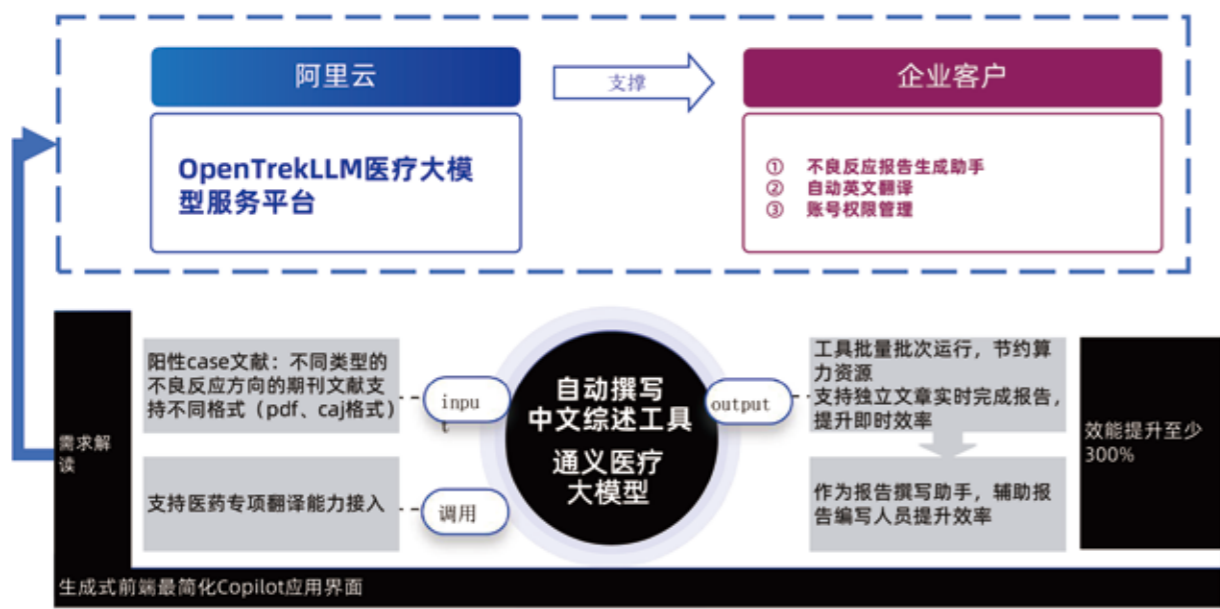 阿里云
支撑
企业客户
OpenTrekLLM医疗大模
型服务平台
① 不良反应报告生成助手
② 自动英文翻译
③ 账号权限管理
需求解
读
阳性case文献：不同类型的
不良反应方向的期刊文献支
持不同格式（pdf、caj格式）
inpu
t
支持医药专项翻译能力接入
调用
自动撰写
中文综述工具
通义医疗
大模型
output
工具批量批次运行，节约算
力资源
支持独立文章实时完成报告，
提升即时效率
作为报告撰写助手，辅助报
告编写人员提升效率
效能提升至少
300%
生成式前端最简化Copilot应用界面